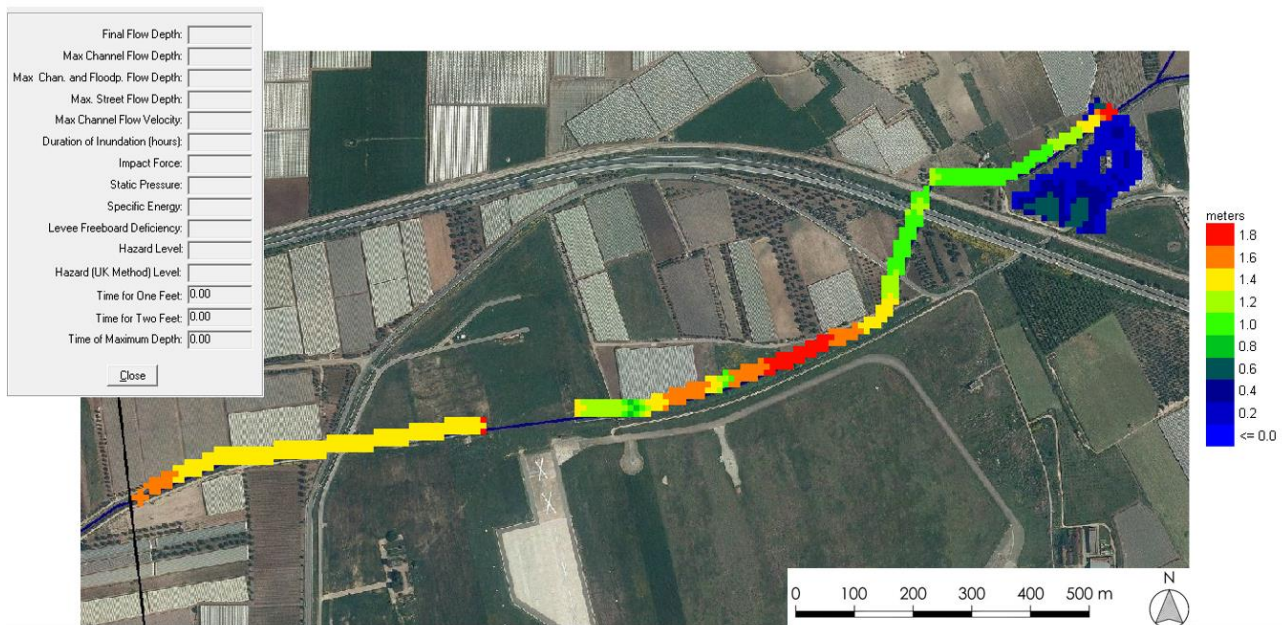 Final Flow Depth:
Max Channel Flow Depth:
Max Chan. and Floodp. Flow Depth:
Max. Street Flow Depth:
Max Channel Flow Velocity:
Duration of Inundation (hours):
Impact Force:
Static Pressure:
Specific Energy:
Levee Freeboard Deficiency:
Hazard Level:
Hazard (UK Method) Level:
Time for One Feet: 0.00
Time for Two Feet: 0.00
Time of Maximum Depth: 0.00
Close
meters
1.8
1.6
1.4
1.2
1.0
0.8
0.6
0.4
0.2
<= 0.0
N
0 100 200 300 400 500 m